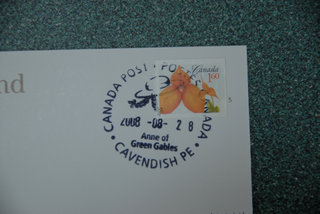 nd
CANADA POST • POSTES CANADA
Canada
1.60
2008 -08- 28
Anne of
Green Gables
• CAVENDISH PE •